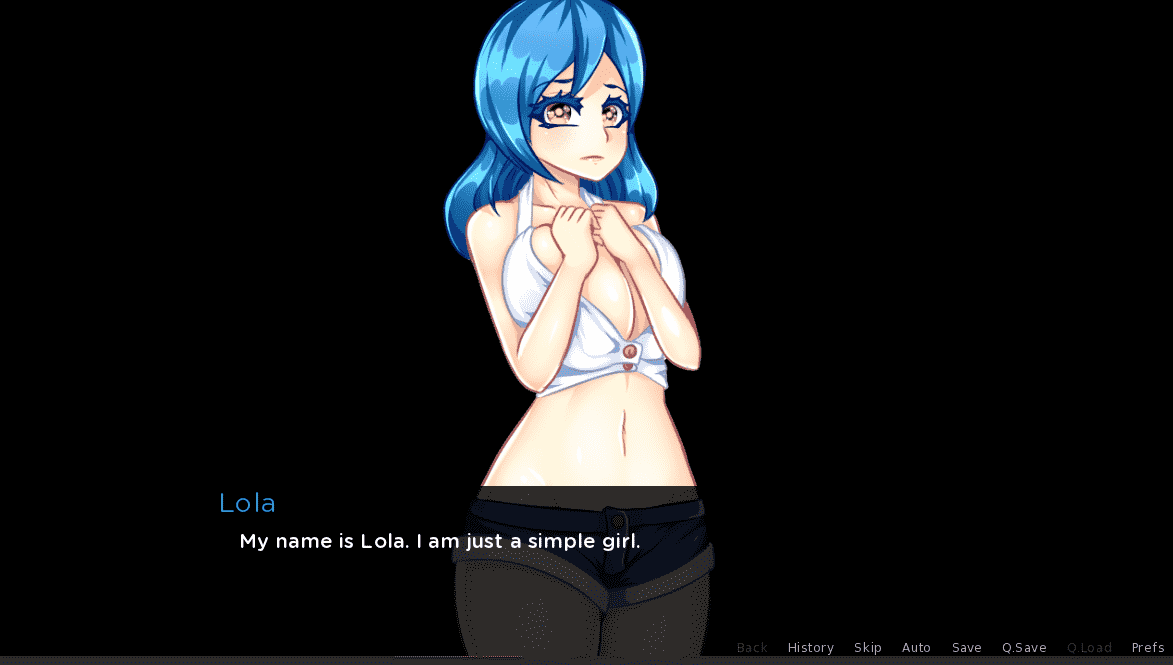 Lola
My name is Lola. I am just a simple girl.
Back History Skip Auto Save Q.Save Q.Load Prefs